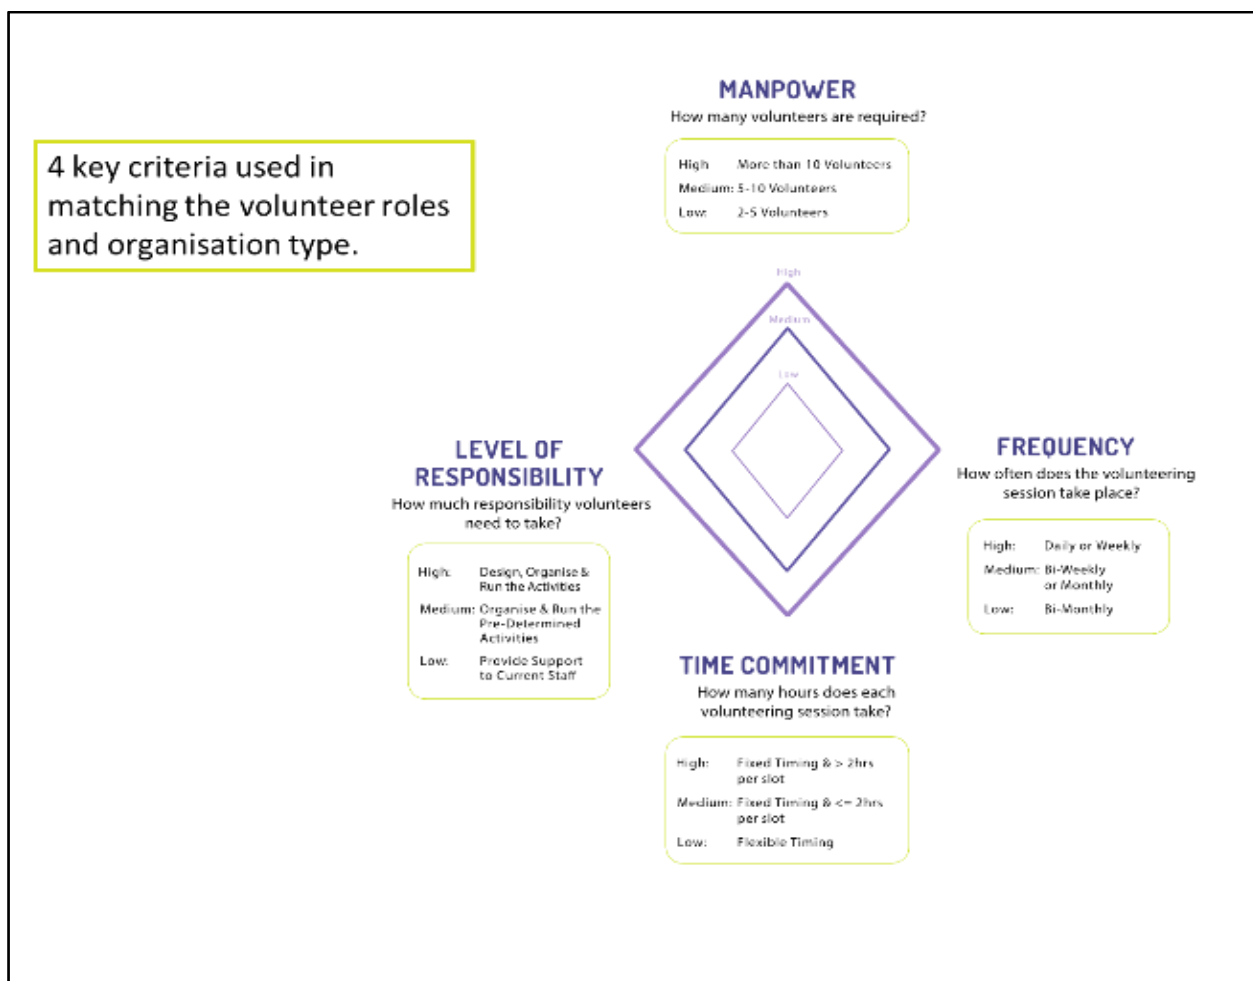 4 key criteria used in
matching the volunteer roles
and organisation type.
MANPOWER
How many volunteers are required?
High More than 10 Volunteers
Medium: 5-10 Volunteers
Low: 2-5 Volunteers
High
Medium
Low
LEVEL OF
RESPONSIBILITY
How much responsibility volunteers
need to take?
High: Design, Organise &
Run the Activities
Medium: Organise & Run the
Pre-Determined
Activities
Low: Provide Support
to Current Staff
FREQUENCY
How often does the volunteering
session take place?
High: Daily or Weekly
Medium: Bi-Weekly
or Monthly
Low: Bi-Monthly
TIME COMMITMENT
How many hours does each
volunteering session take?
High: Fixed Timing & > 2hrs
per slot
Medium: Fixed Timing & <= 2hrs
per slot
Low: Flexible Timing